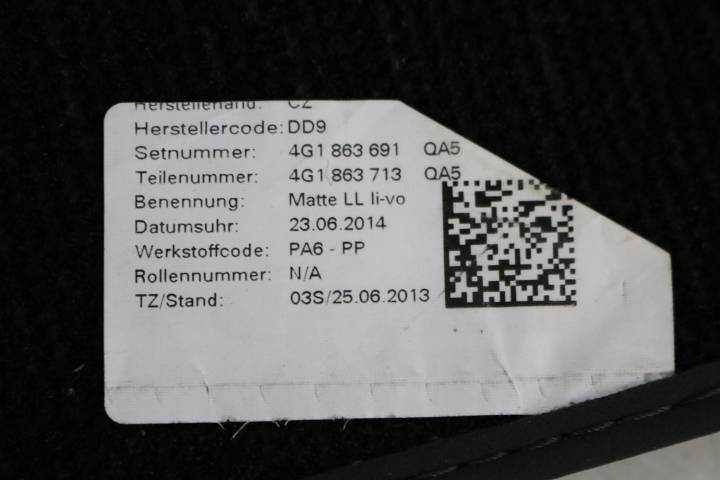 Herstellerland: CZ
Herstellercode: DD9
Setnummer: 4G1 863 691 QA5
Teilenummer: 4G1 863 713 QA5
Benennung: Matte LL li-vo
Datumsuhr: 23.06.2014
Werkstoffcode: PA6 - PP
Rollennummer: N/A
TZ/Stand: 03S/25.06.2013